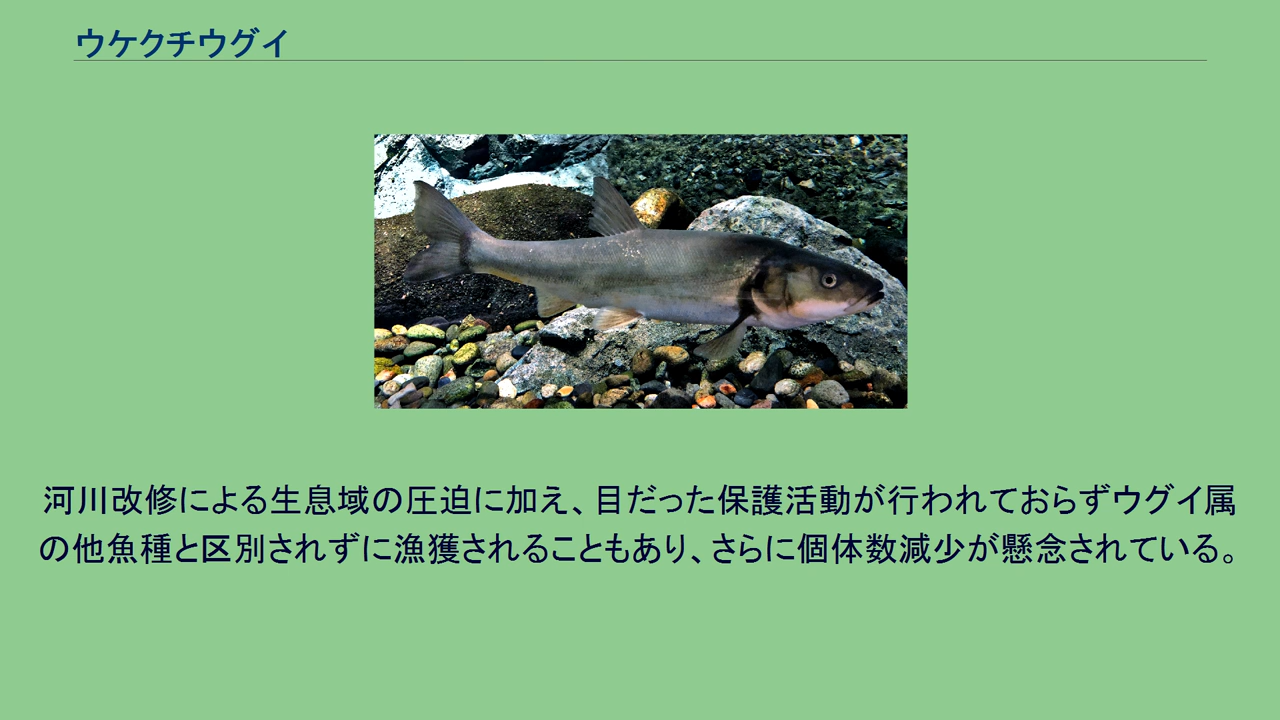 ウケクチウグイ
河川改修による生息域の圧迫に加え、目だった保護活動が行われておらずウグイ属
の他魚種と区別されずに漁獲されることもあり、さらに個体数減少が懸念されている。